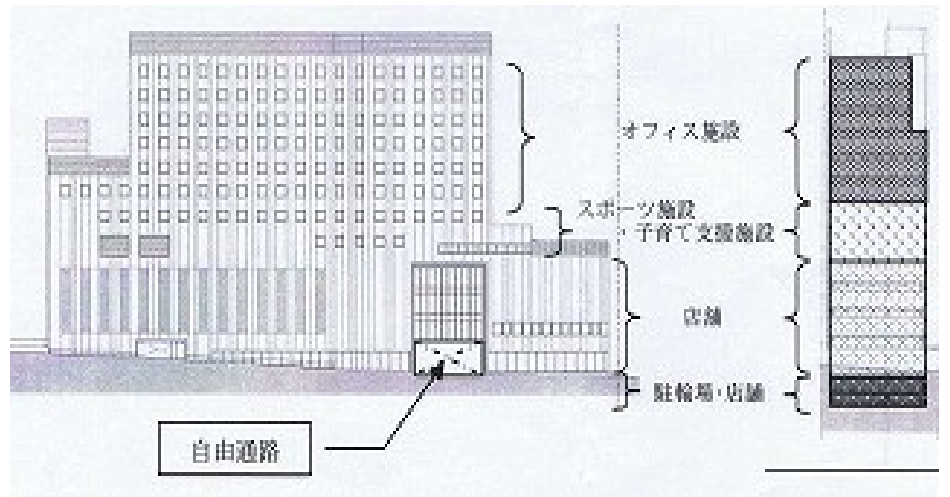 オフィス施設
スポーツ施設
・子育て支援施設
店舗
駐輪場・店舗
自由通路